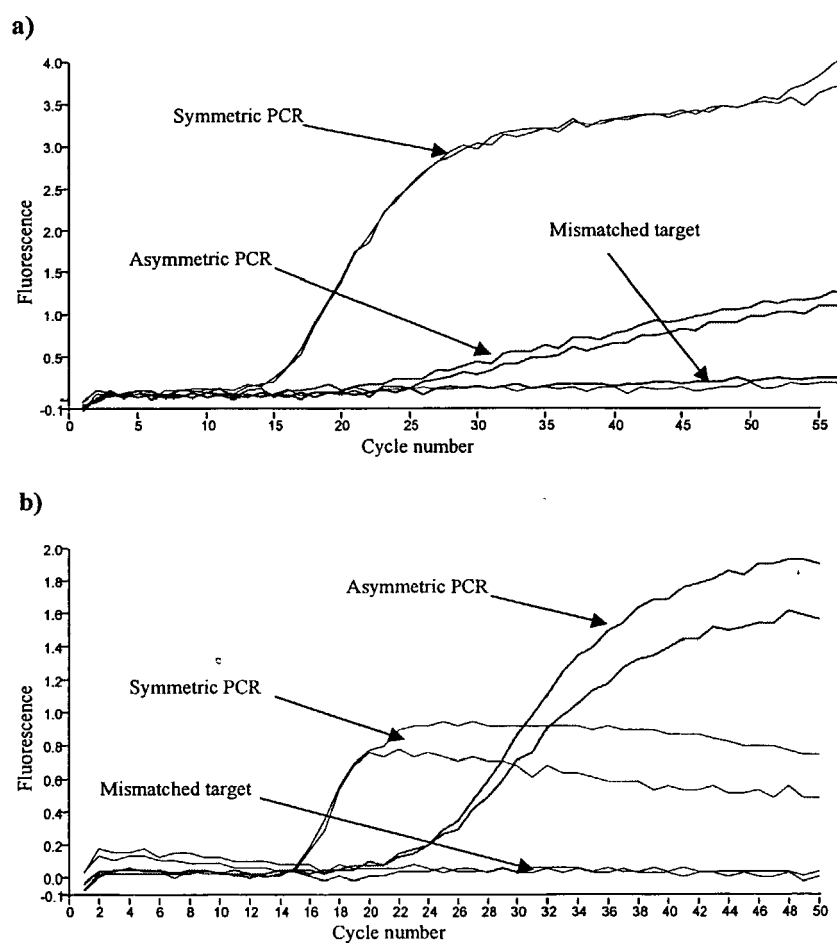 a)
4.0
3.5
3.0
2.5
2.0
1.5
1.0
0.5
-0.1
Fluorescence
Symmetric PCR
Asymmetric PCR
Mismatched target
0 5 10 15 20 25 30 35 40 45 50 55
Cycle number
b)
2.0
1.8
1.6
1.4
1.2
1.0
0.8
0.6
0.4
0.2
0.0
-0.1
Fluorescence
Asymmetric PCR
Symmetric PCR
Mismatched target
0 2 4 6 8 10 12 14 16 18 20 22 24 26 28 30 32 34 36 38 40 42 44 46 48 50
Cycle number